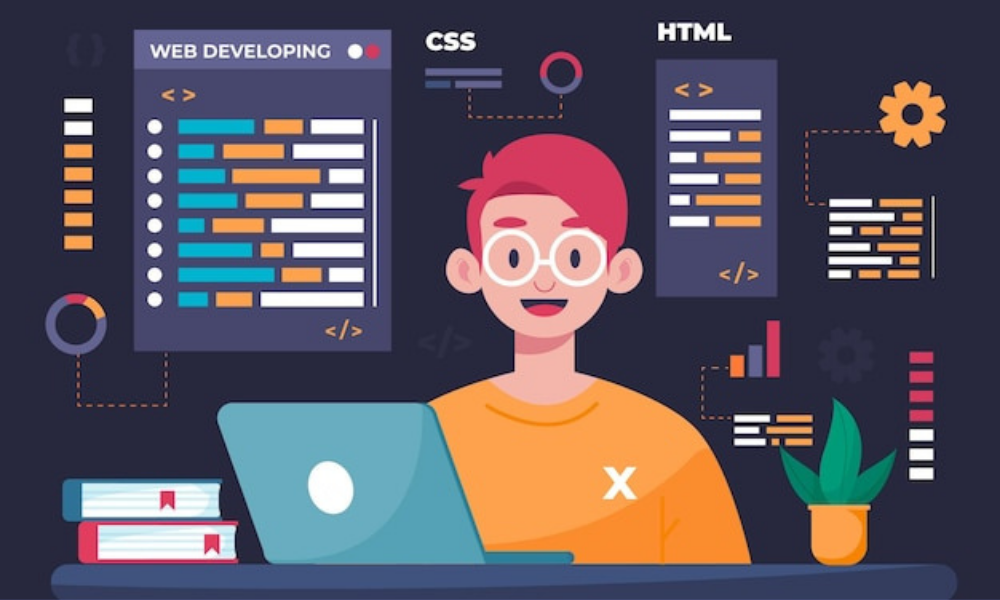 { }
WEB DEVELOPING
< >
</>
CSS
</>
HTML
< >
</>
X